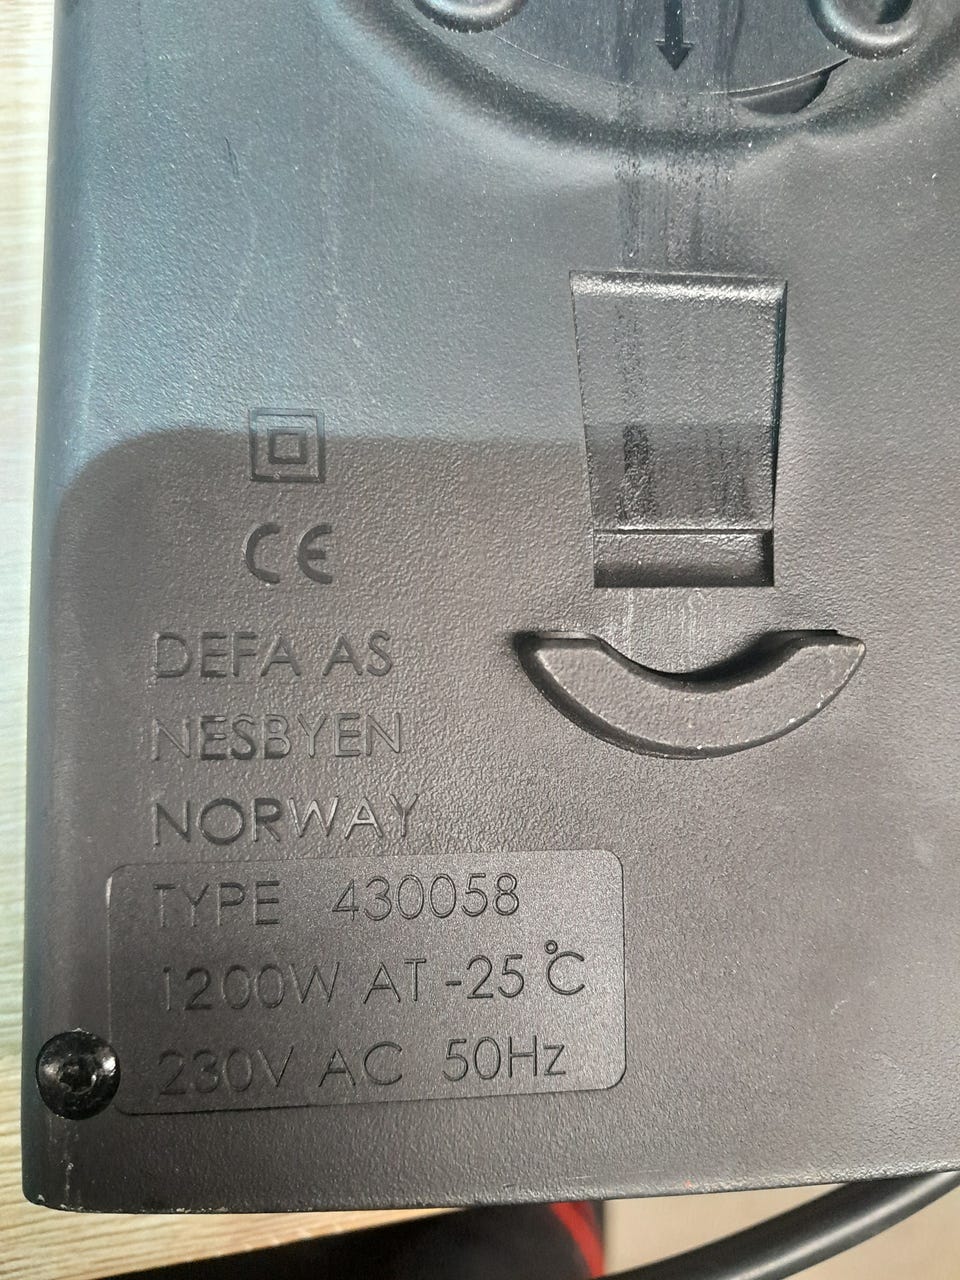 CE
DEFA AS
NESBYEN
NORWAY
TYPE 430058
1200W AT -25°C
230V AC 50Hz